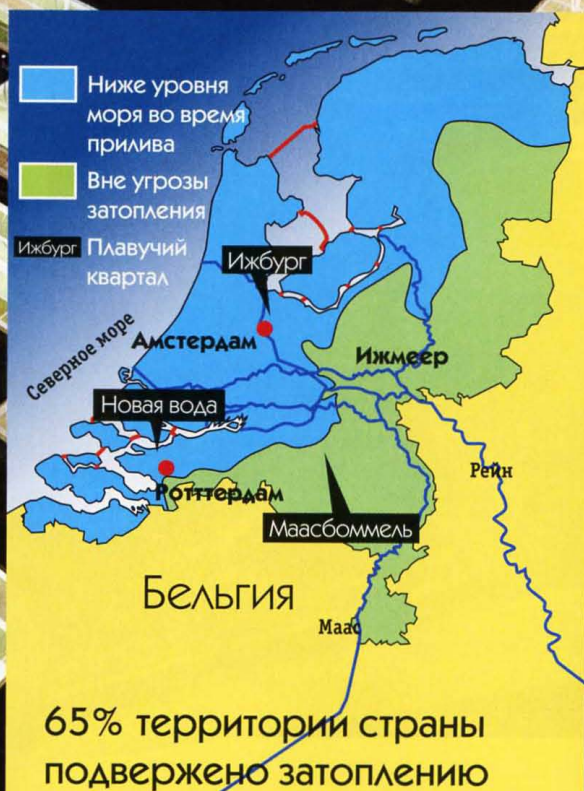 Ниже уровня
моря во время
прилива
Вне угрозы
затопления
Ижбург Плавучий
квартал
Ижбург
Амстердам
Ижмеер
Северное море
Новая вода
Роттердам
Рейн
Маасбоммель
Бельгия
Маас
65% территории страны
подвержено затоплению